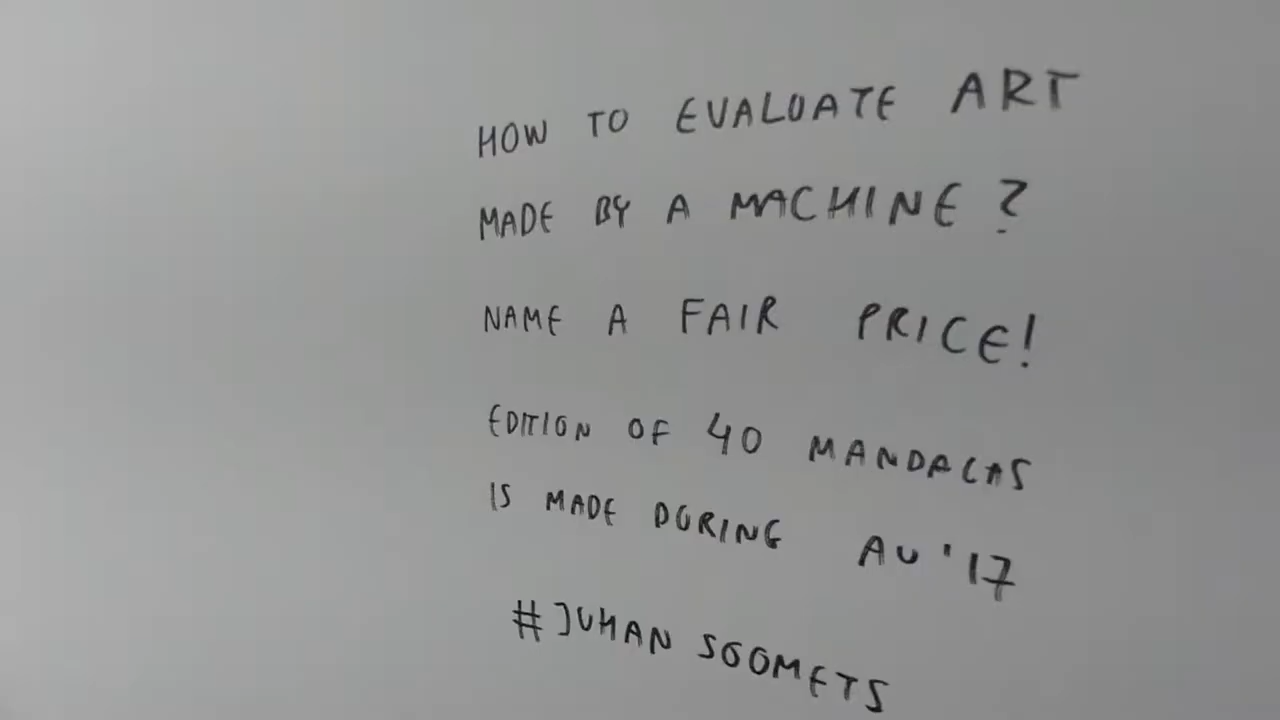 HOW TO EVALUATE ART
MADE BY A MACHINE?
NAME A FAIR PRICE!
EDITION OF 40 MANDALAS
IS MADE DURING AU '17
#JUHAN SOOMETS